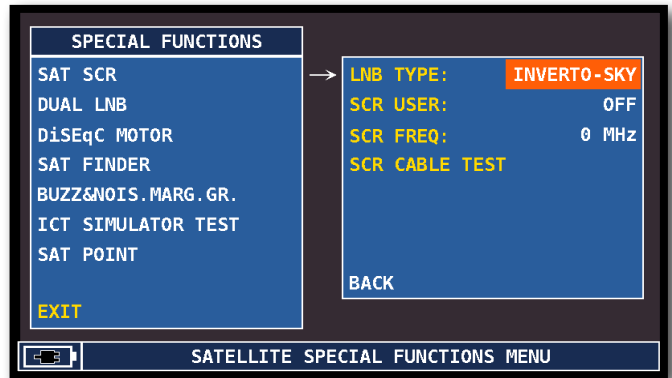 SPECIAL FUNCTIONS
SAT SCR
DUAL LNB
DiSEqC MOTOR
SAT FINDER
BUZZ&NOIS.MARG.GR.
ICT SIMULATOR TEST
SAT POINT
EXIT
LNB TYPE: INVERTO-SKY
SCR USER: OFF
SCR FREQ: 0 MHz
SCR CABLE TEST
BACK
SATELLITE SPECIAL FUNCTIONS MENU